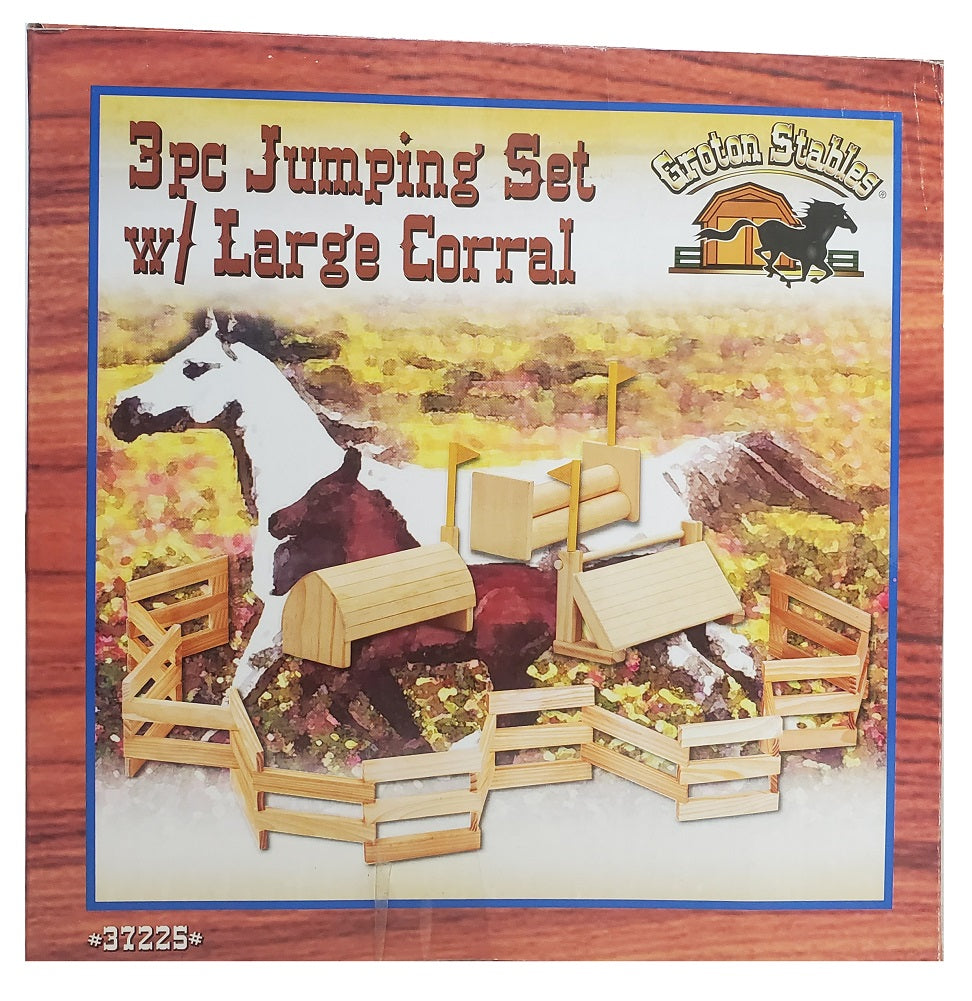 3pc Jumping Set
w/ Large Corral
Groton Stables®
#37225#